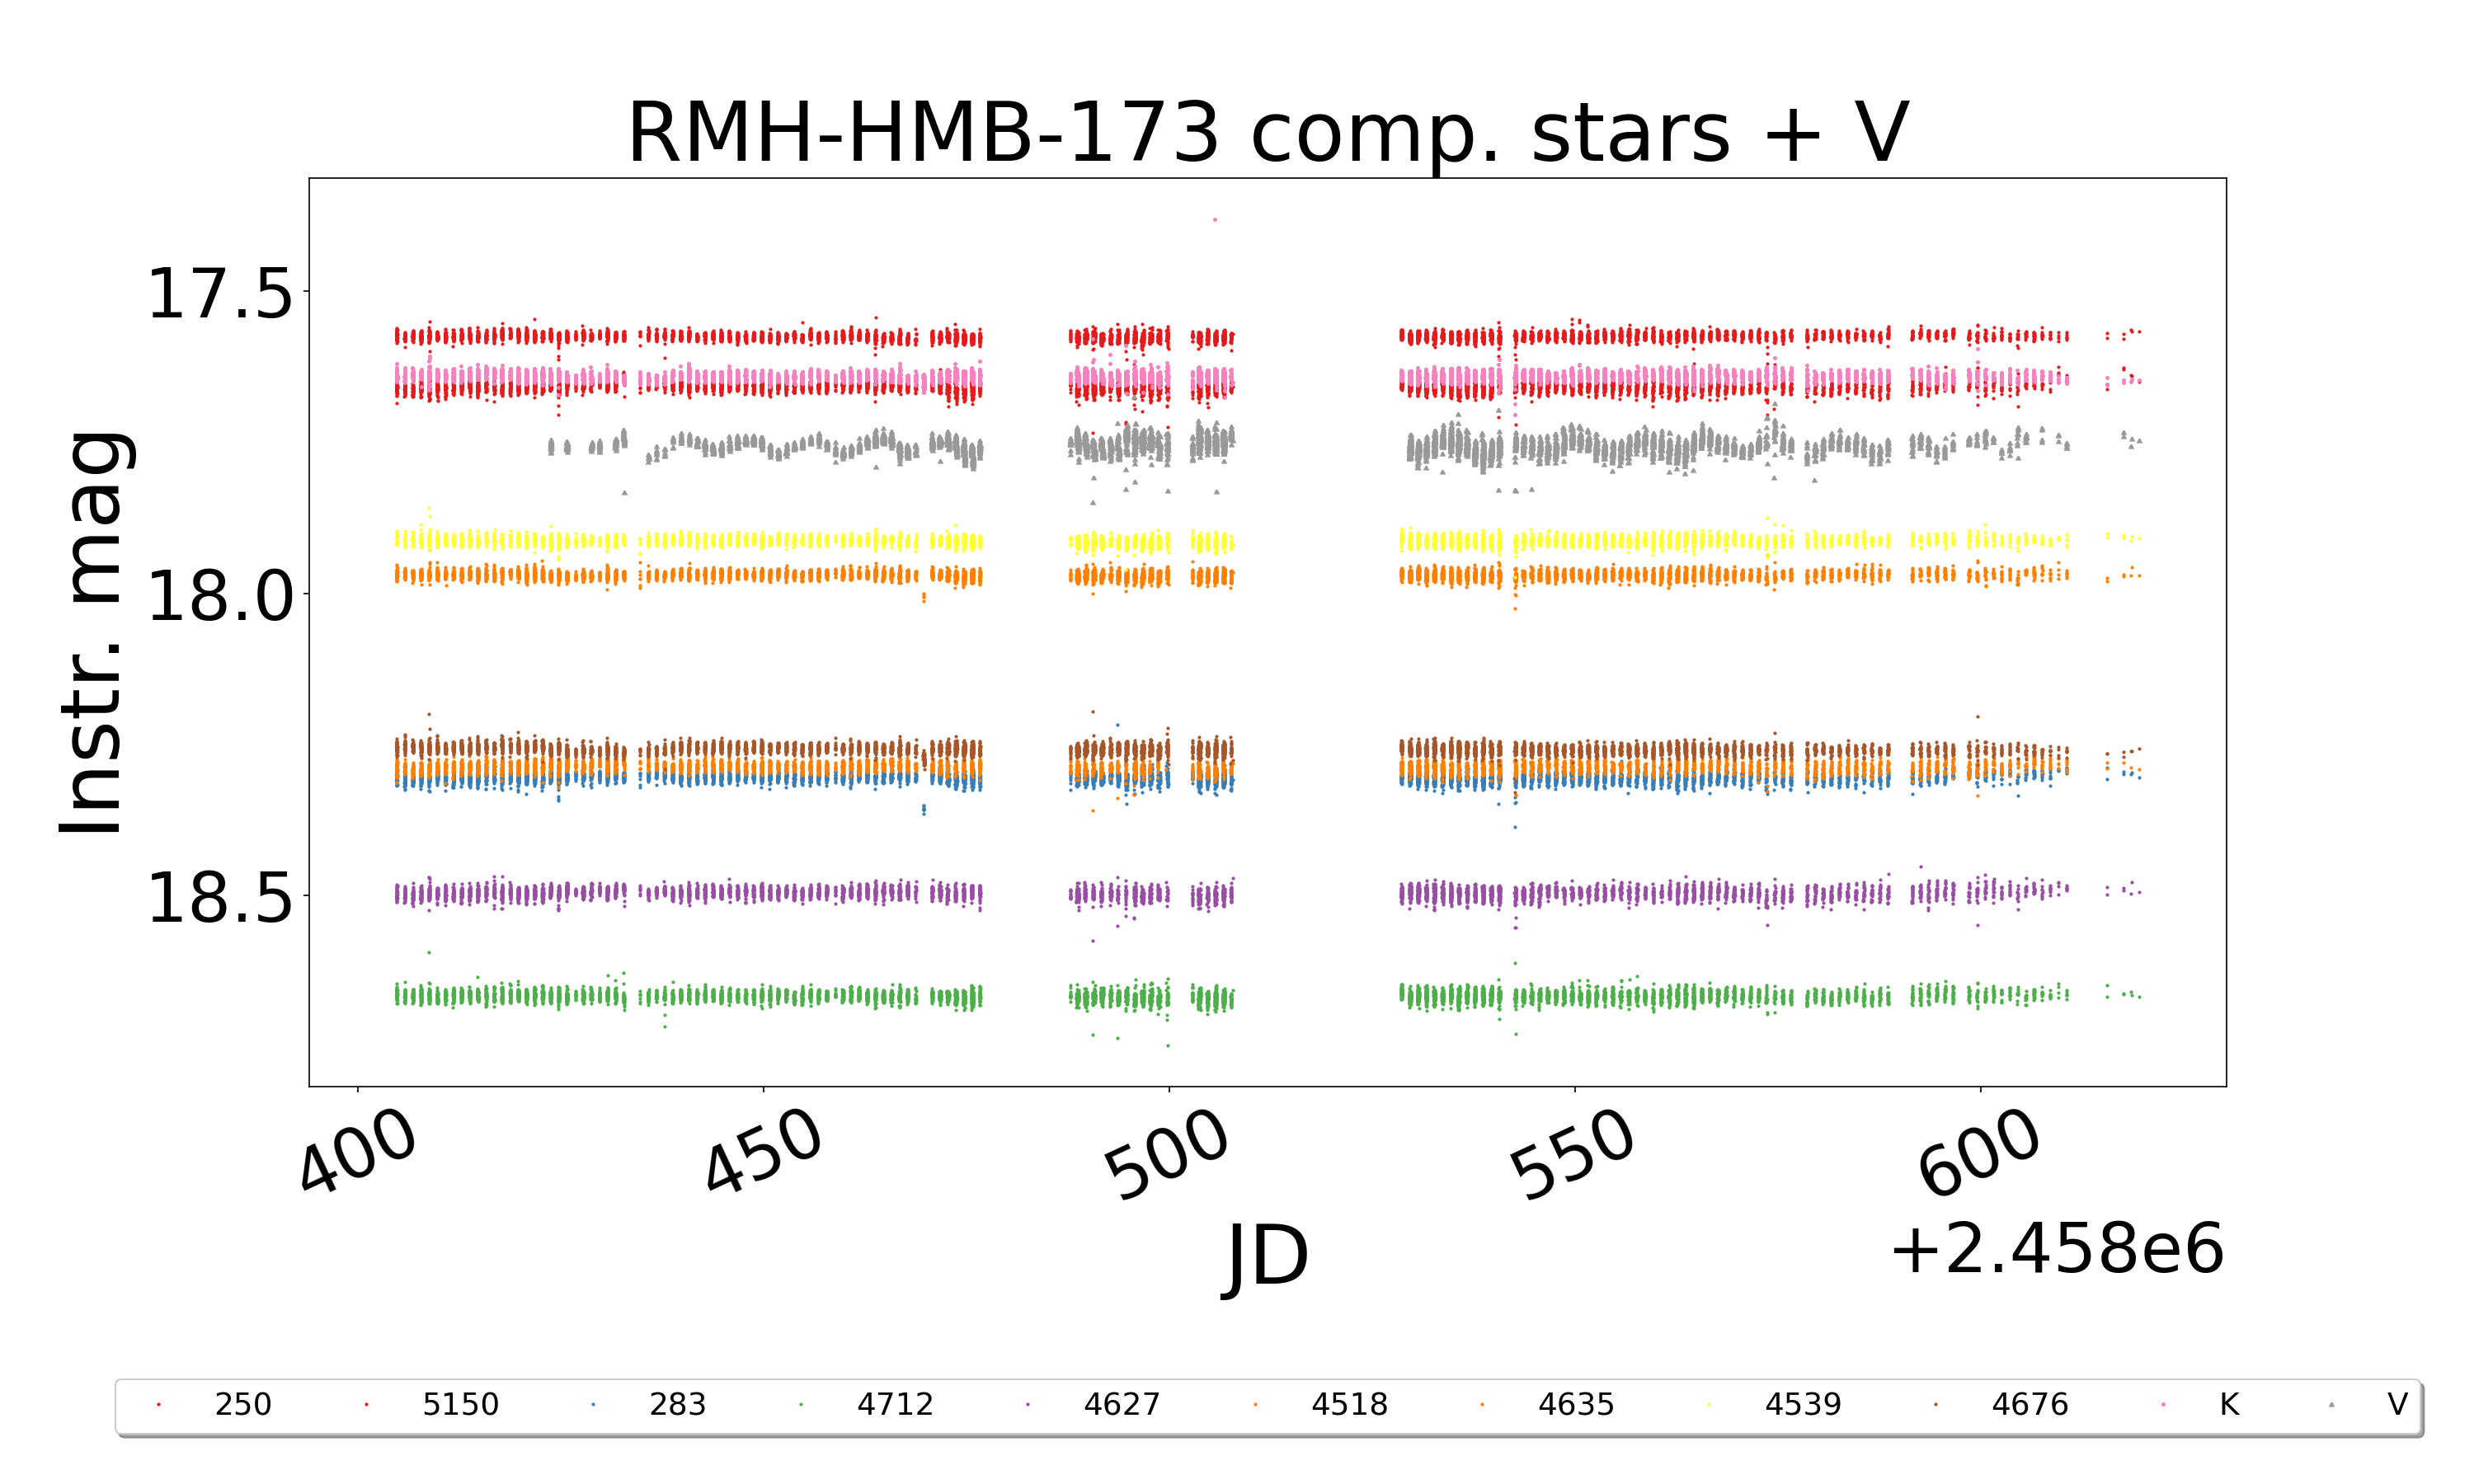 RMH-HMB-173 comp. stars + V
Instr. mag
17.5
18.0
18.5
400 450 500 550 600
JD
+2.458e6
250 5150 283 4712 4627 4518 4635 4539 4676 K V